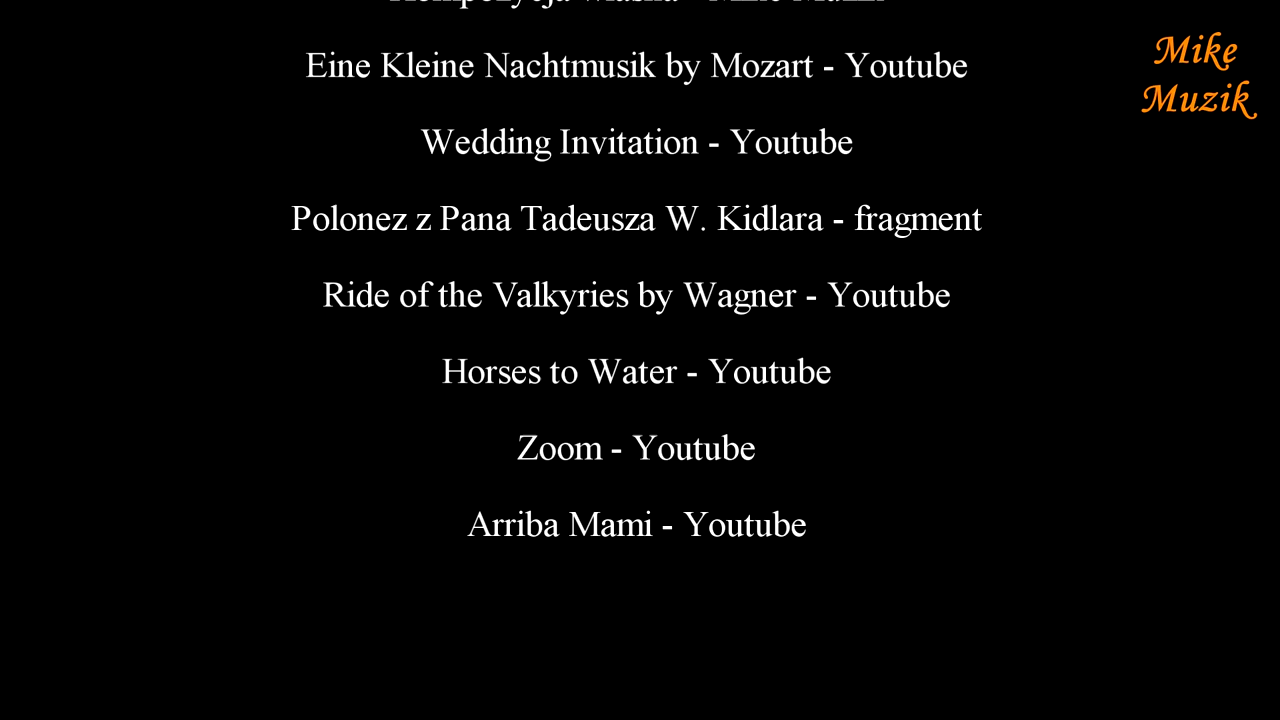 Eine Kleine Nachtmusik by Mozart - Youtube
Wedding Invitation - Youtube
Polonez z Pana Tadeusza W. Kidlara - fragment
Ride of the Valkyries by Wagner - Youtube
Horses to Water - Youtube
Zoom - Youtube
Arriba Mami - Youtube
Mike
Muzik